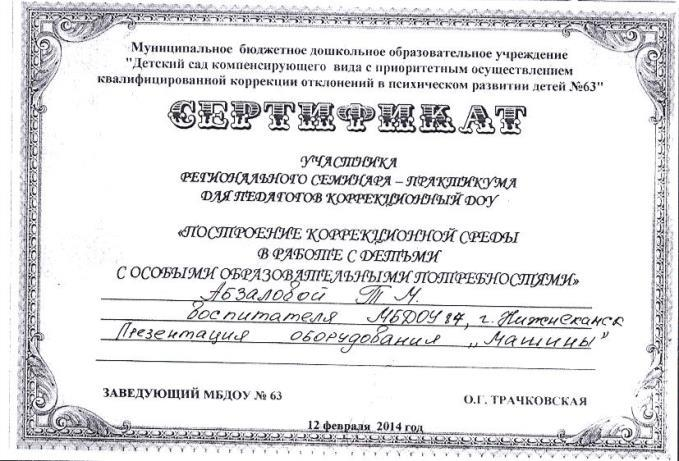 Муниципальное бюджетное дошкольное образовательное учреждение
"Детский сад компенсирующего вида с приоритетным осуществлением
квалифицированной коррекции отклонений в психическом развитии детей №63"
СЕРТИФИКАТ
УЧАСТНИКА
РЕГИОНАЛЬНОГО СЕМИНАРА – ПРАКТИКУМА
ДЛЯ ПЕДАГОГОВ КОРРЕКЦИОННЫЙ ДОУ
«ПОСТРОЕНИЕ КОРРЕКЦИОННОЙ СРЕДЫ
В РАБОТЕ С ДЕТЬМИ
С ОСОБЫМИ ОБРАЗОВАТЕЛЬНЫМИ ПОТРЕБНОСТЯМИ»
Абзаловой Т М.
воспитателя МБДОУ 84, г. Нижнекамск
Презентация оборудования „Машины"
ЗАВЕДУЮЩИЙ МБДОУ № 63
О.Г. ТРАЧКОВСКАЯ
12 февраля 2014 год